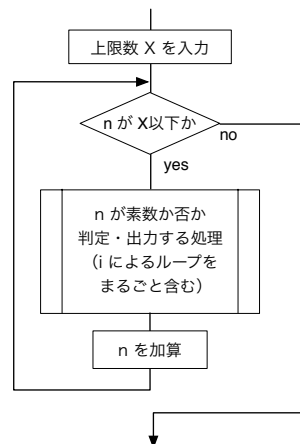 上限数 X を入力
n が X以下か
no
yes
n が素数か否か
判定・出力する処理
（i によるループを
まるごと含む）
n を加算